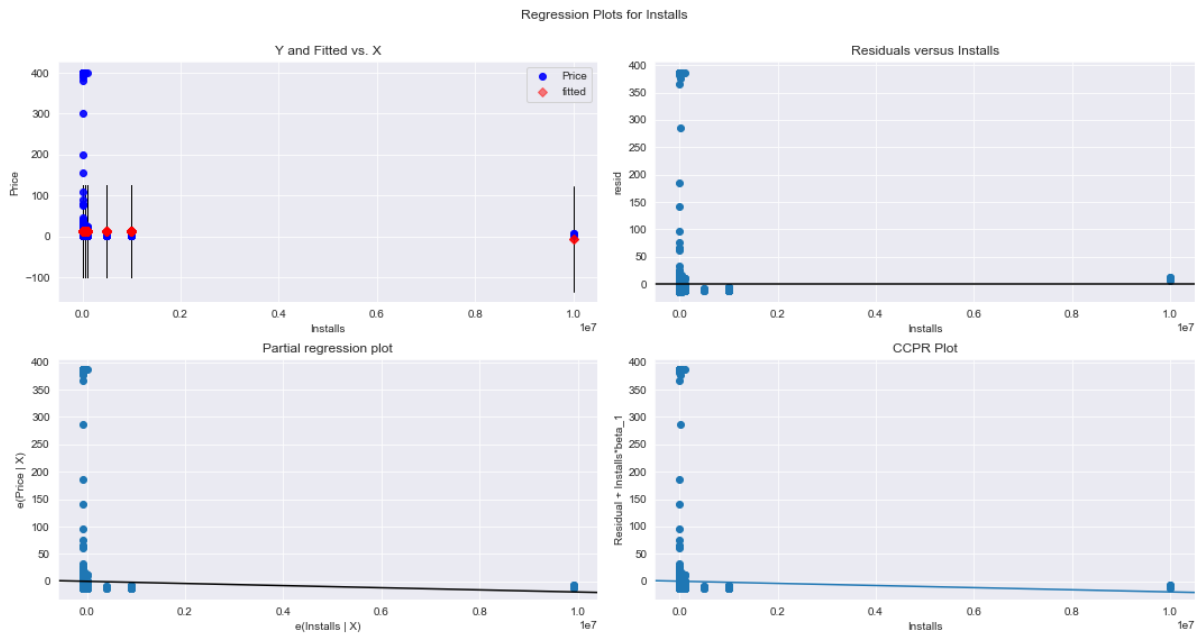 Regression Plots for Installs
Y and Fitted vs. X
400
300
200
100
0
−100
Price
Price
fitted
0.0 0.2 0.4 0.6 0.8 1.0
1e7
Installs
Residuals versus Installs
400
350
300
250
200
150
100
50
0
resid
0.0 0.2 0.4 0.6 0.8 1.0
1e7
Installs
Partial regression plot
400
350
300
250
200
150
100
50
0
e(Price | X)
0.0 0.2 0.4 0.6 0.8 1.0
1e7
e(Installs | X)
CCPR Plot
400
350
300
250
200
150
100
50
0
Residual + Installs*beta_1
0.0 0.2 0.4 0.6 0.8 1.0
1e7
Installs